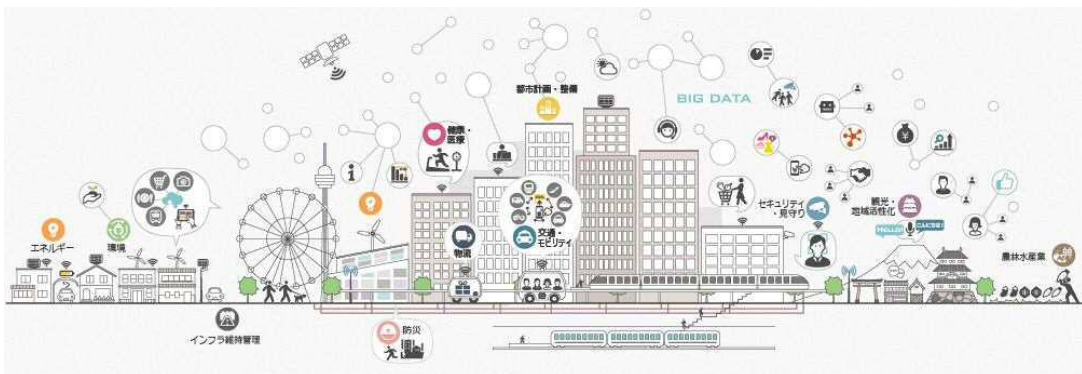 都市計画・整備
BIG DATA
健康・
医療
エネルギー
環境
物流
交通・
モビリティ
セキュリティ
・見守り
観光・
地域活性化
HELLO!
農林水産業
インフラ維持管理
防災